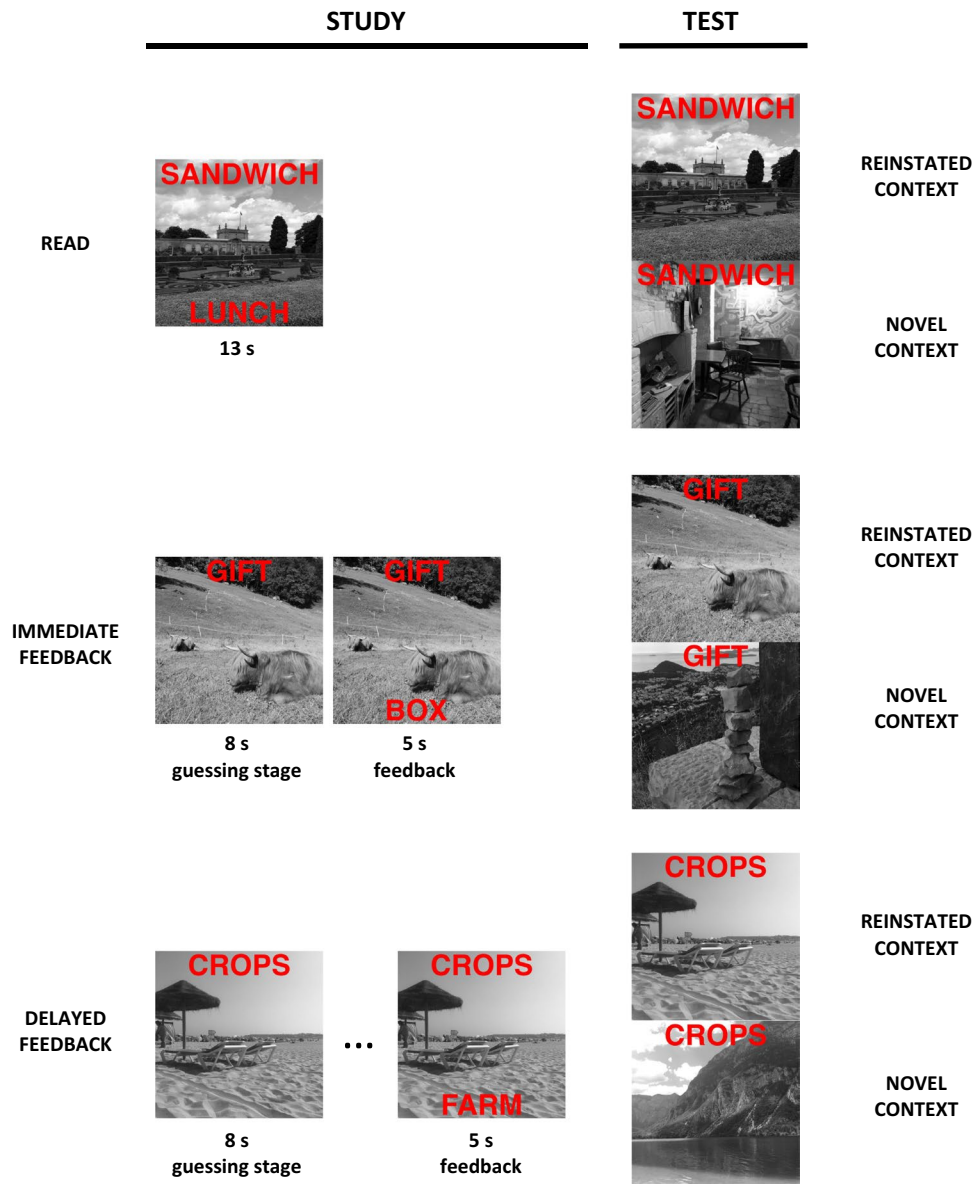 STUDY
TEST
READ
SANDWICH
LUNCH
13 s
SANDWICH
REINSTATED
CONTEXT
SANDWICH
NOVEL
CONTEXT
IMMEDIATE
FEEDBACK
GIFT
8 s
guessing stage
GIFT
BOX
5 s
feedback
GIFT
REINSTATED
CONTEXT
GIFT
NOVEL
CONTEXT
DELAYED
FEEDBACK
CROPS
8 s
guessing stage
...
CROPS
FARM
5 s
feedback
CROPS
REINSTATED
CONTEXT
CROPS
NOVEL
CONTEXT